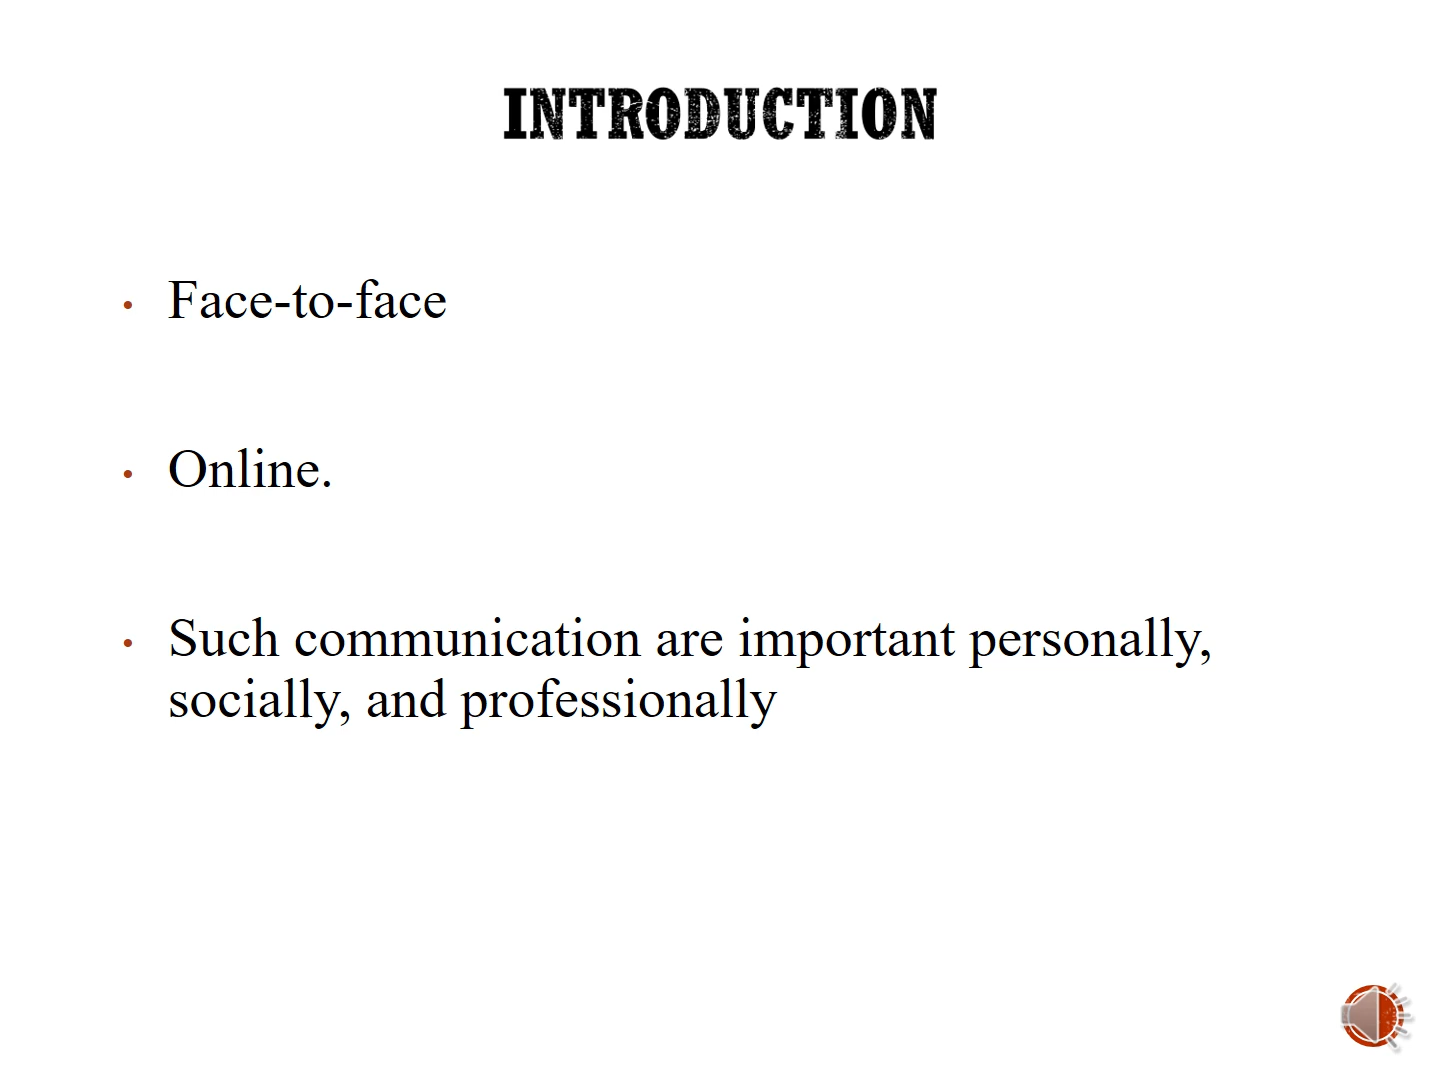 INTRODUCTION
• Face-to-face
• Online.
• Such communication are important personally,
socially, and professionally